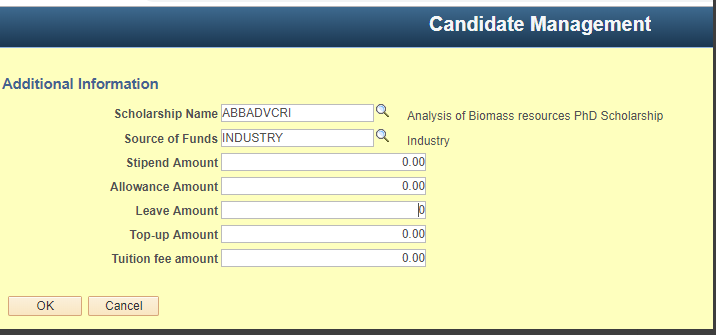 Candidate Management
Additional Information
Scholarship Name ABBADVCRI Analysis of Biomass resources PhD Scholarship
Source of Funds INDUSTRY Industry
Stipend Amount 0.00
Allowance Amount 0.00
Leave Amount 0
Top-up Amount 0.00
Tuition fee amount 0.00
OK Cancel